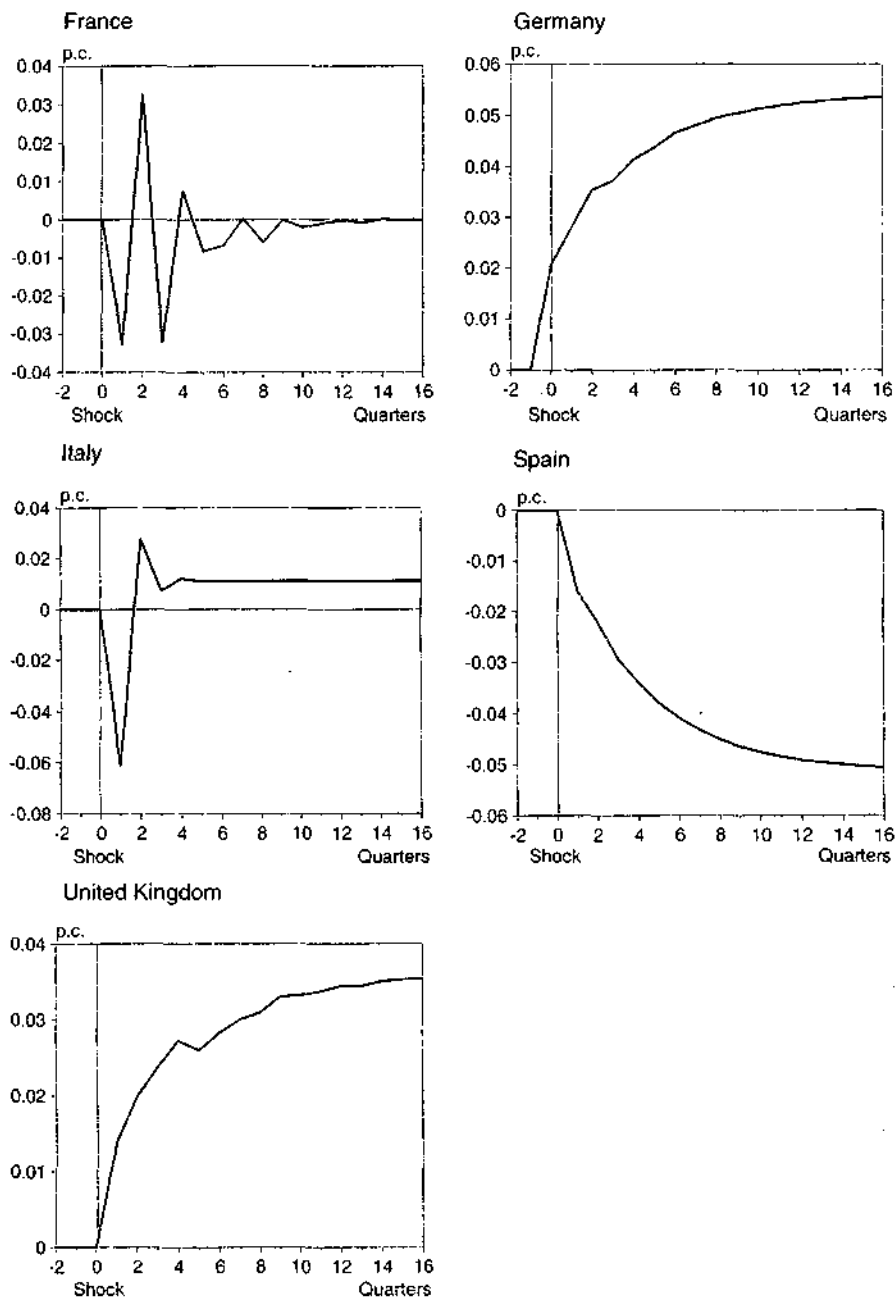 France
p.c.
0.04
0.03
0.02
0.01
0
-0.01
-0.02
-0.03
-0.04
-2 0 2 4 6 8 10 12 14 16
Shock Quarters
Germany
p.c.
0.06
0.05
0.04
0.03
0.02
0.01
0
-2 0 2 4 6 8 10 12 14 16
Shock Quarters
Italy
p.c.
0.04
0.02
0
-0.02
-0.04
-0.06
-0.08
-2 0 2 4 6 8 10 12 14 16
Shock Quarters
Spain
p.c.
0
-0.01
-0.02
-0.03
-0.04
-0.05
-0.06
-2 0 2 4 6 8 10 12 14 16
Shock Quarters
United Kingdom
p.c.
0.04
0.03
0.02
0.01
0
-2 0 2 4 6 8 10 12 14 16
Shock Quarters